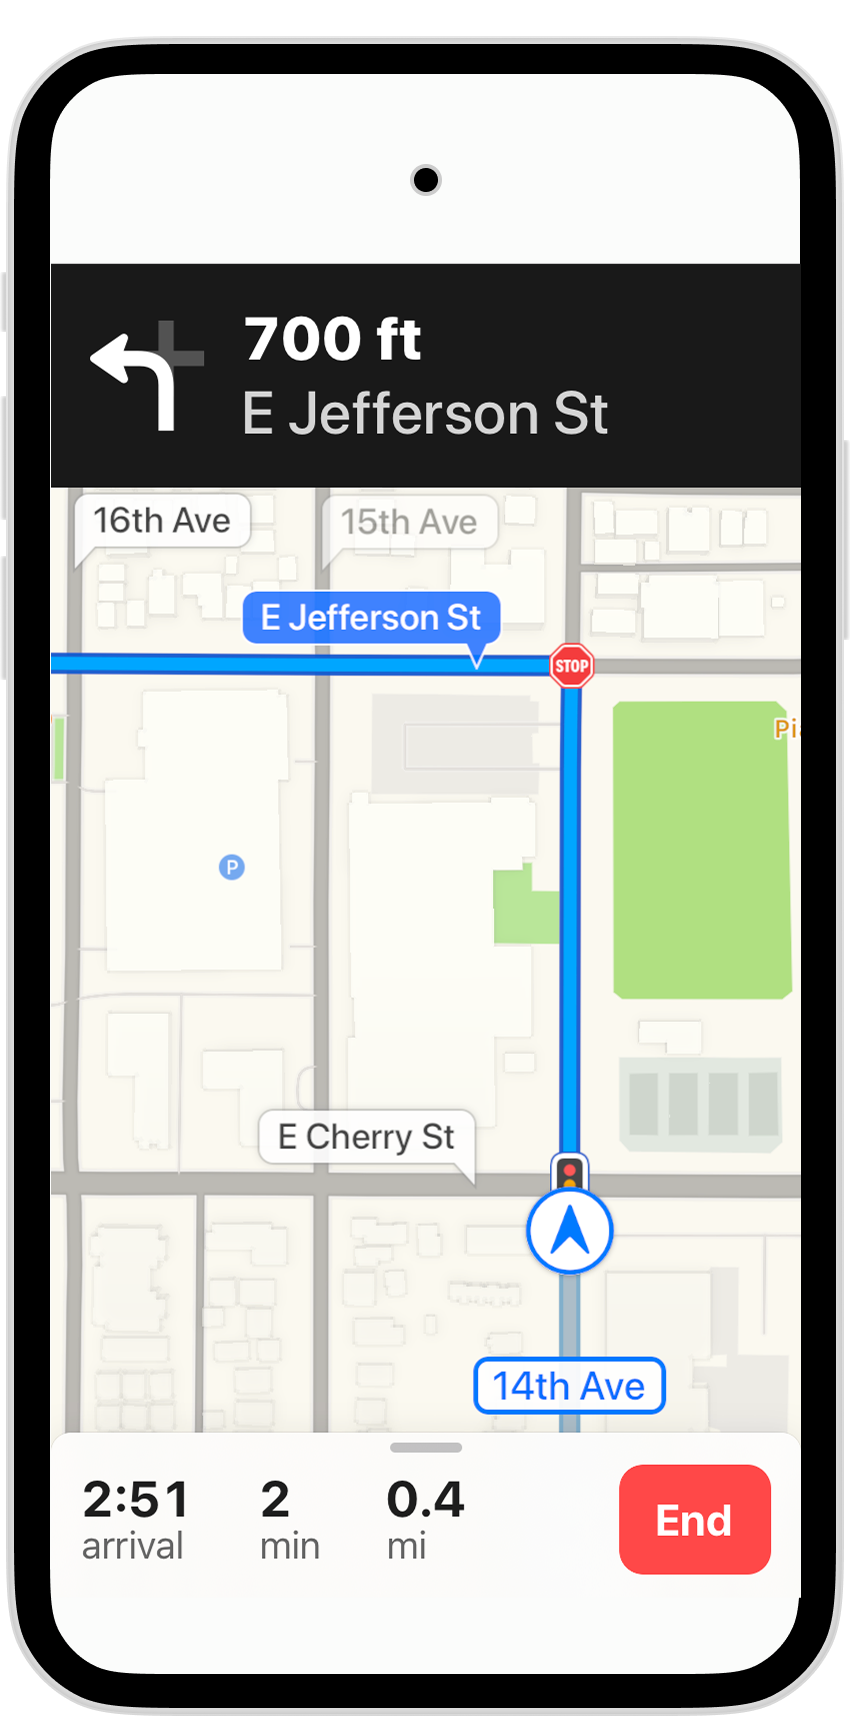 700 ft
E Jefferson St
16th Ave
15th Ave
E Jefferson St
STOP
P
E Cherry St
14th Ave
2:51
arrival
2
min
0.4
mi
End